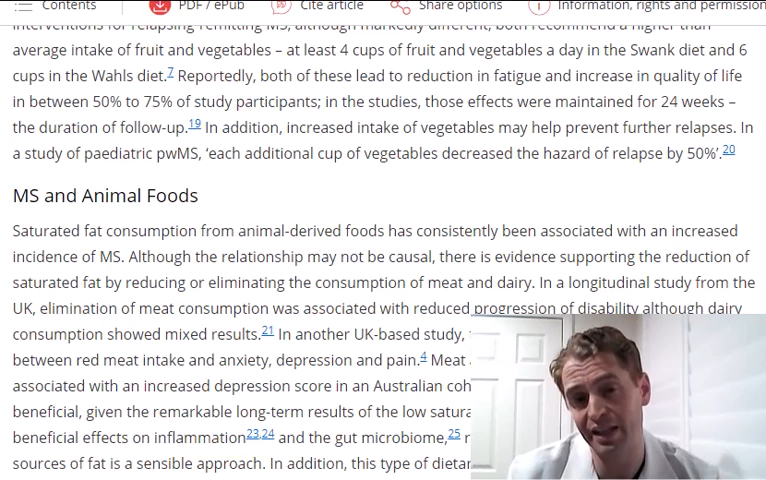 Contents PDF / ePub Cite article Share options Information, rights and permission
interventions for relapsing remitting MS, although markedly different, both recommend a higher than
average intake of fruit and vegetables – at least 4 cups of fruit and vegetables a day in the Swank diet and 6
cups in the Wahls diet.7 Reportedly, both of these lead to reduction in fatigue and increase in quality of life
in between 50% to 75% of study participants; in the studies, those effects were maintained for 24 weeks –
the duration of follow-up.19 In addition, increased intake of vegetables may help prevent further relapses. In
a study of paediatric pwMS, ‘each additional cup of vegetables decreased the hazard of relapse by 50%’.20
MS and Animal Foods
Saturated fat consumption from animal-derived foods has consistently been associated with an increased
incidence of MS. Although the relationship may not be causal, there is evidence supporting the reduction of
saturated fat by reducing or eliminating the consumption of meat and dairy. In a longitudinal study from the
UK, elimination of meat consumption was associated with reduced progression of disability although dairy
consumption showed mixed results.21 In another UK-based study,
between red meat intake and anxiety, depression and pain.4 Meat
associated with an increased depression score in an Australian coh
beneficial, given the remarkable long-term results of the low satura
beneficial effects on inflammation23,24 and the gut microbiome,25 r
sources of fat is a sensible approach. In addition, this type of dietar